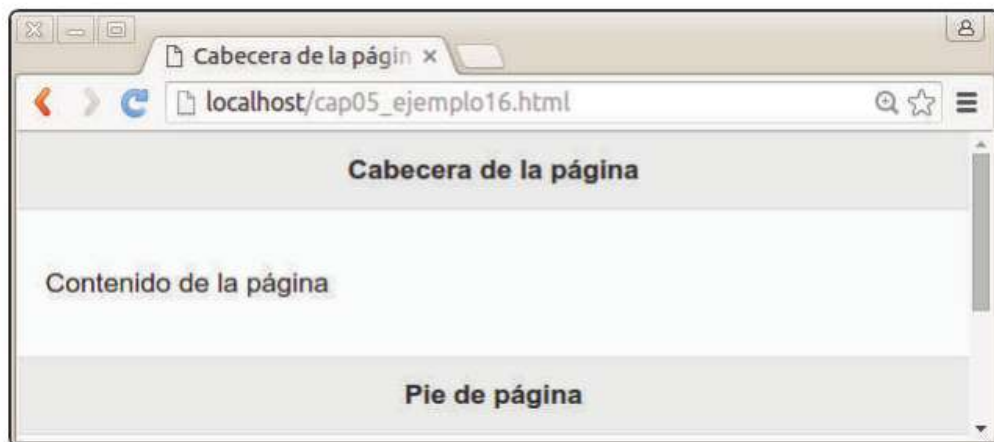 Cabecera de la págin
localhost/cap05_ejemplo16.html
Cabecera de la página
Contenido de la página
Pie de página